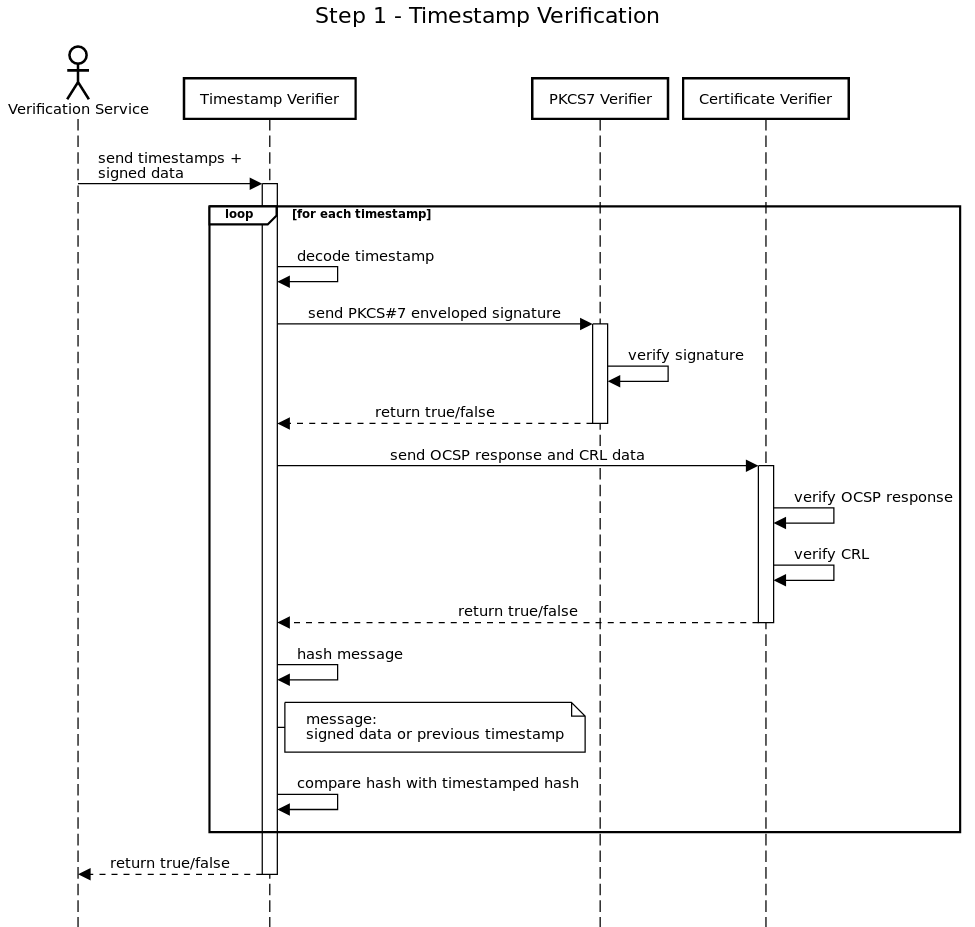 Step 1 - Timestamp Verification
Verification Service
Timestamp Verifier
PKCS7 Verifier
Certificate Verifier
send timestamps +
signed data
loop
[for each timestamp]
decode timestamp
send PKCS#7 enveloped signature
verify signature
return true/false
send OCSP response and CRL data
verify OCSP response
verify CRL
return true/false
hash message
message:
signed data or previous timestamp
compare hash with timestamped hash
return true/false